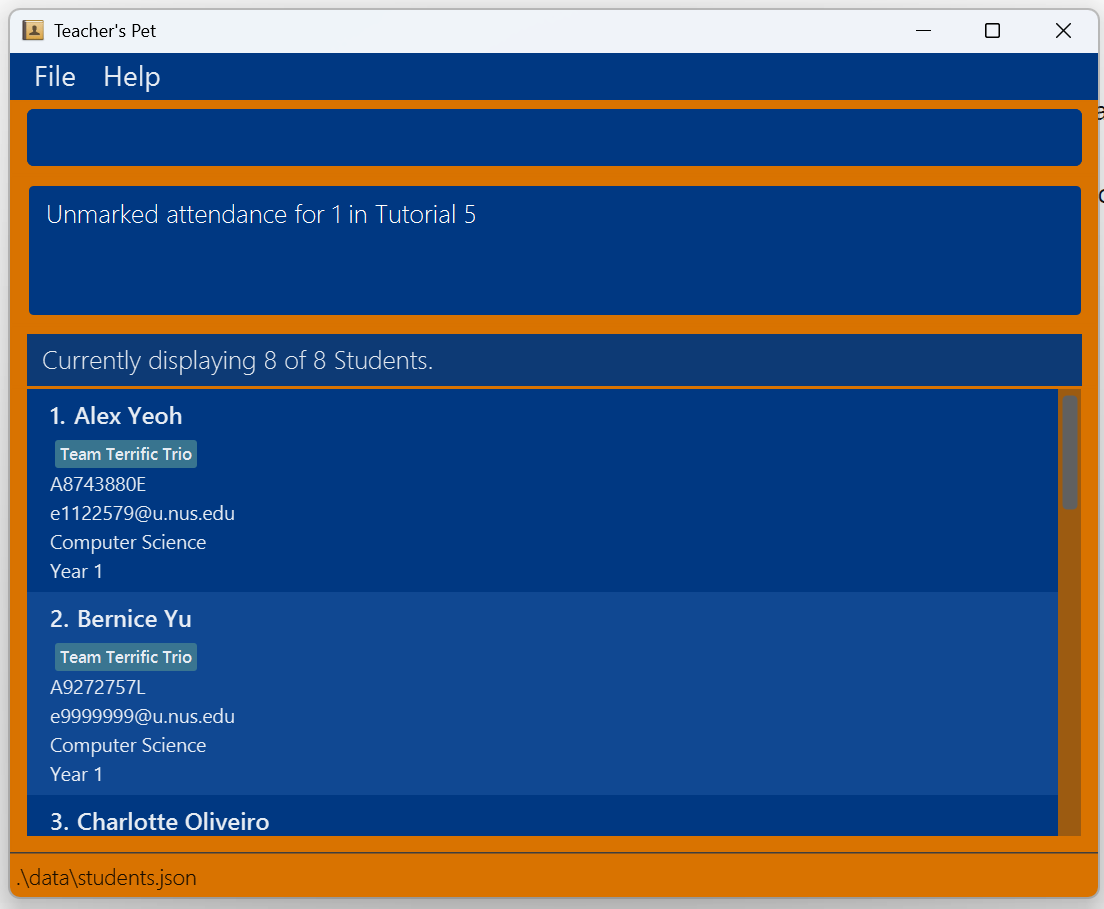 Teacher's Pet
File Help
Unmarked attendance for 1 in Tutorial 5
Currently displaying 8 of 8 Students.
1. Alex Yeoh
Team Terrific Trio
A8743880E
e1122579@u.nus.edu
Computer Science
Year 1
2. Bernice Yu
Team Terrific Trio
A9272757L
e9999999@u.nus.edu
Computer Science
Year 1
3. Charlotte Oliveiro
.\data\students.json